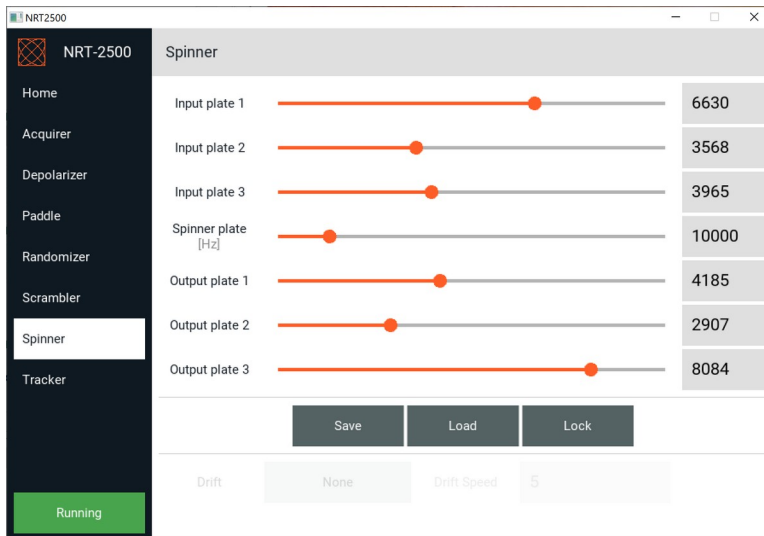 NRT2500
NRT-2500
Spinner
Home
Acquirer
Depolarizer
Paddle
Randomizer
Scrambler
Spinner
Tracker
Running
Input plate 1 6630
Input plate 2 3568
Input plate 3 3965
Spinner plate
[Hz] 10000
Output plate 1 4185
Output plate 2 2907
Output plate 3 8084
Save Load Lock
Drift None Drift Speed 5